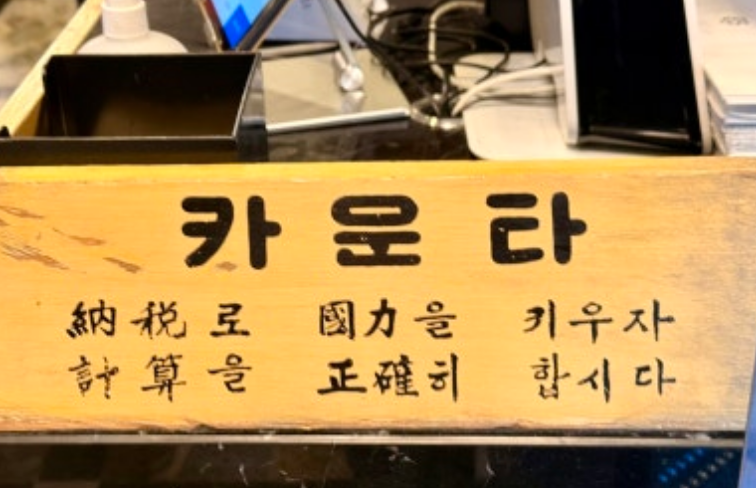 카운타
納税로 國力을 키우자
計算을 正確히 합시다